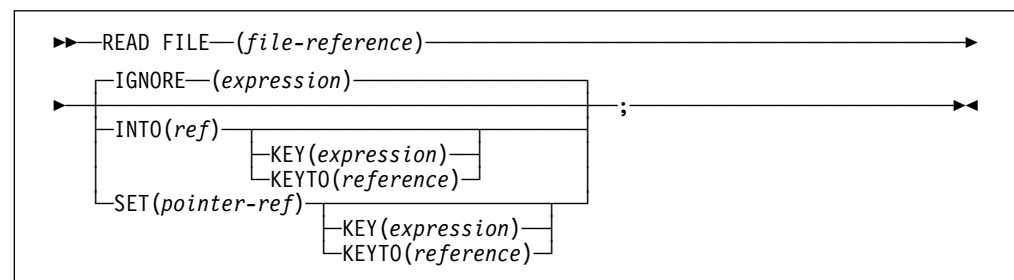 READ FILE (file-reference)
IGNORE (expression)
;
INTO(ref)
KEY(expression)
KEYTO(reference)
SET(pointer-ref)
KEY(expression)
KEYTO(reference)